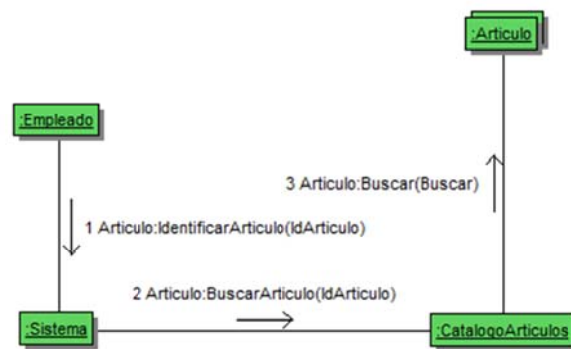 :Articulo
:Empleado
3 Articulo:Buscar(Buscar)
1 Articulo:IdentificarArticulo(IdArticulo)
2 Articulo:BuscarArticulo(IdArticulo)
:Sistema
:CatalogoArticulos